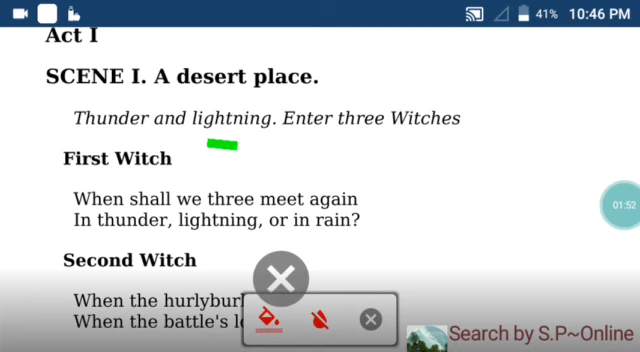 41% 10:46 PM
Act I
SCENE I. A desert place.
Thunder and lightning. Enter three Witches
First Witch
When shall we three meet again
In thunder, lightning, or in rain?
01:52
Second Witch
When the
When the battle's
Search by S.P~Online